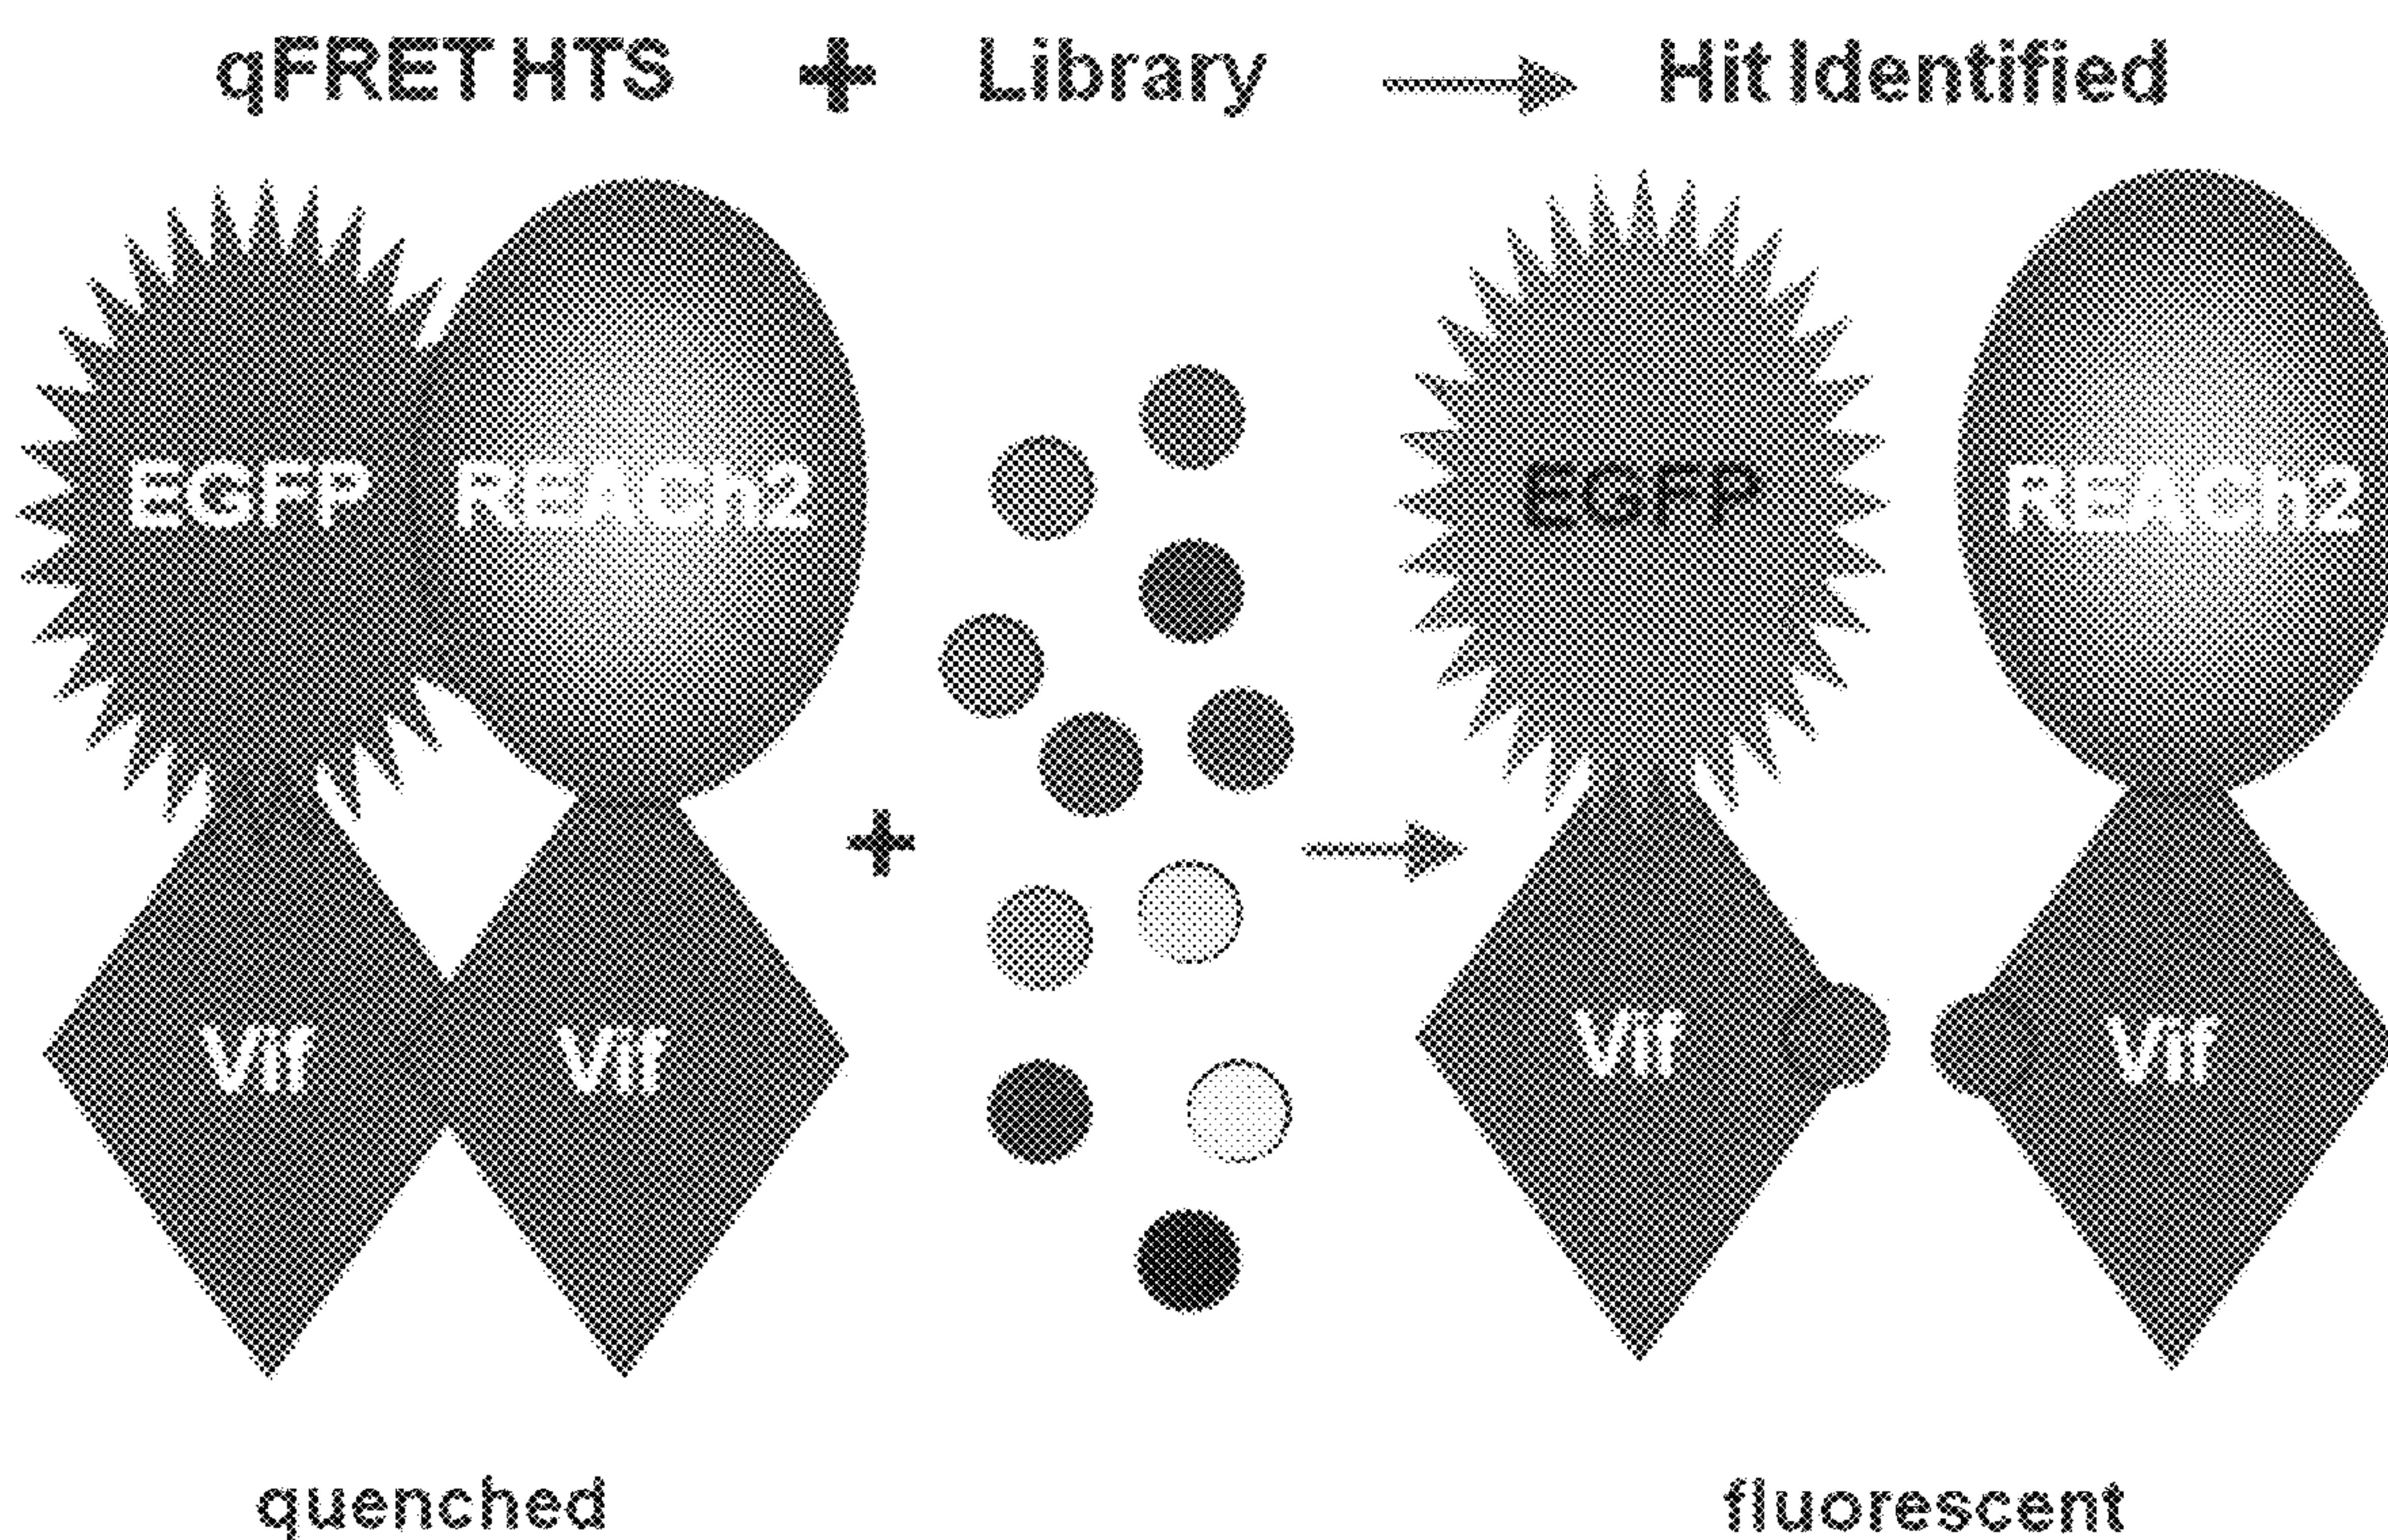 qFRET HTS + Library → Hit Identified
EGFP REACh2 EGFP REACh2
+ →
Vif Vif Vif Vif
quenched fluorescent